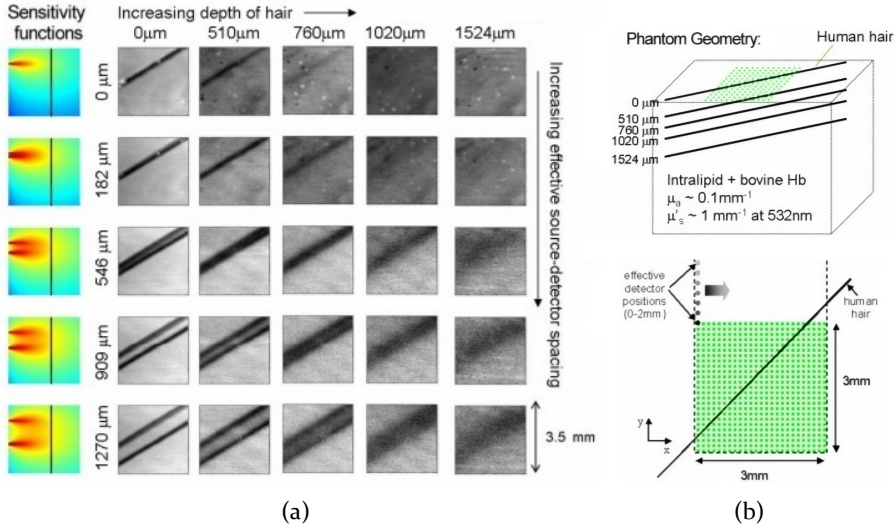 Sensitivity
functions
Increasing depth of hair
0µm 510µm 760µm 1020µm 1524µm
0 µm
182 µm
546 µm
909 µm
1270 µm
Increasing effective source-detector spacing
3.5 mm
(a)
Phantom Geometry:
Human hair
0 µm
510 µm
760 µm
1020 µm
1524 µm
Intralipid + bovine Hb
µa ~ 0.1mm⁻¹
µ's ~ 1 mm⁻¹ at 532nm
effective
detector
positions
(0-2mm)
human
hair
3mm
y
x
3mm
(b)